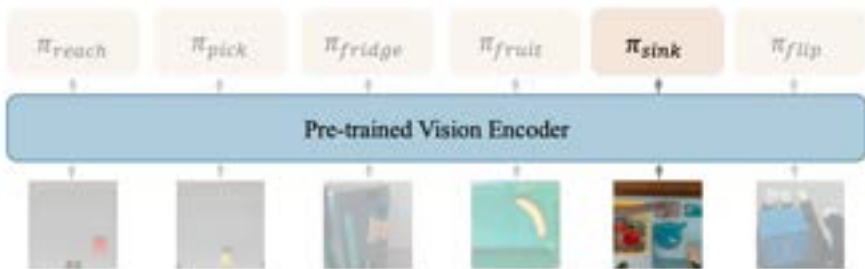 π_reach π_pick π_fridge π_fruit π_sink π_flip
Pre-trained Vision Encoder